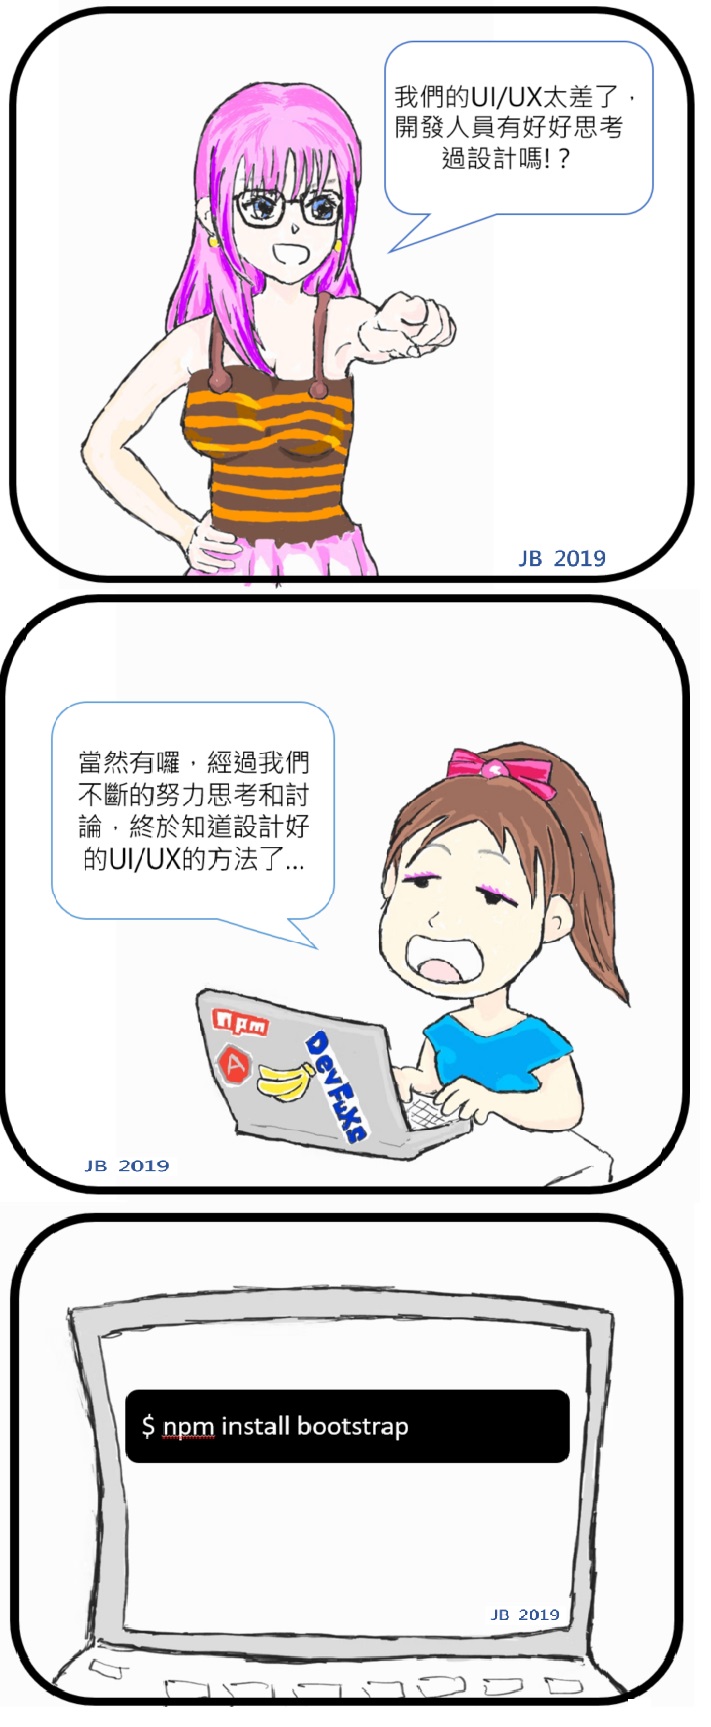 我們的UI/UX太差了，
開發人員有好好思考
過設計嗎!？
JB 2019
當然有囉，經過我們
不斷的努力思考和討
論，終於知道設計好
的UI/UX的方法了...
npm
A
DevFuXs
JB 2019
$ npm install bootstrap
JB 2019